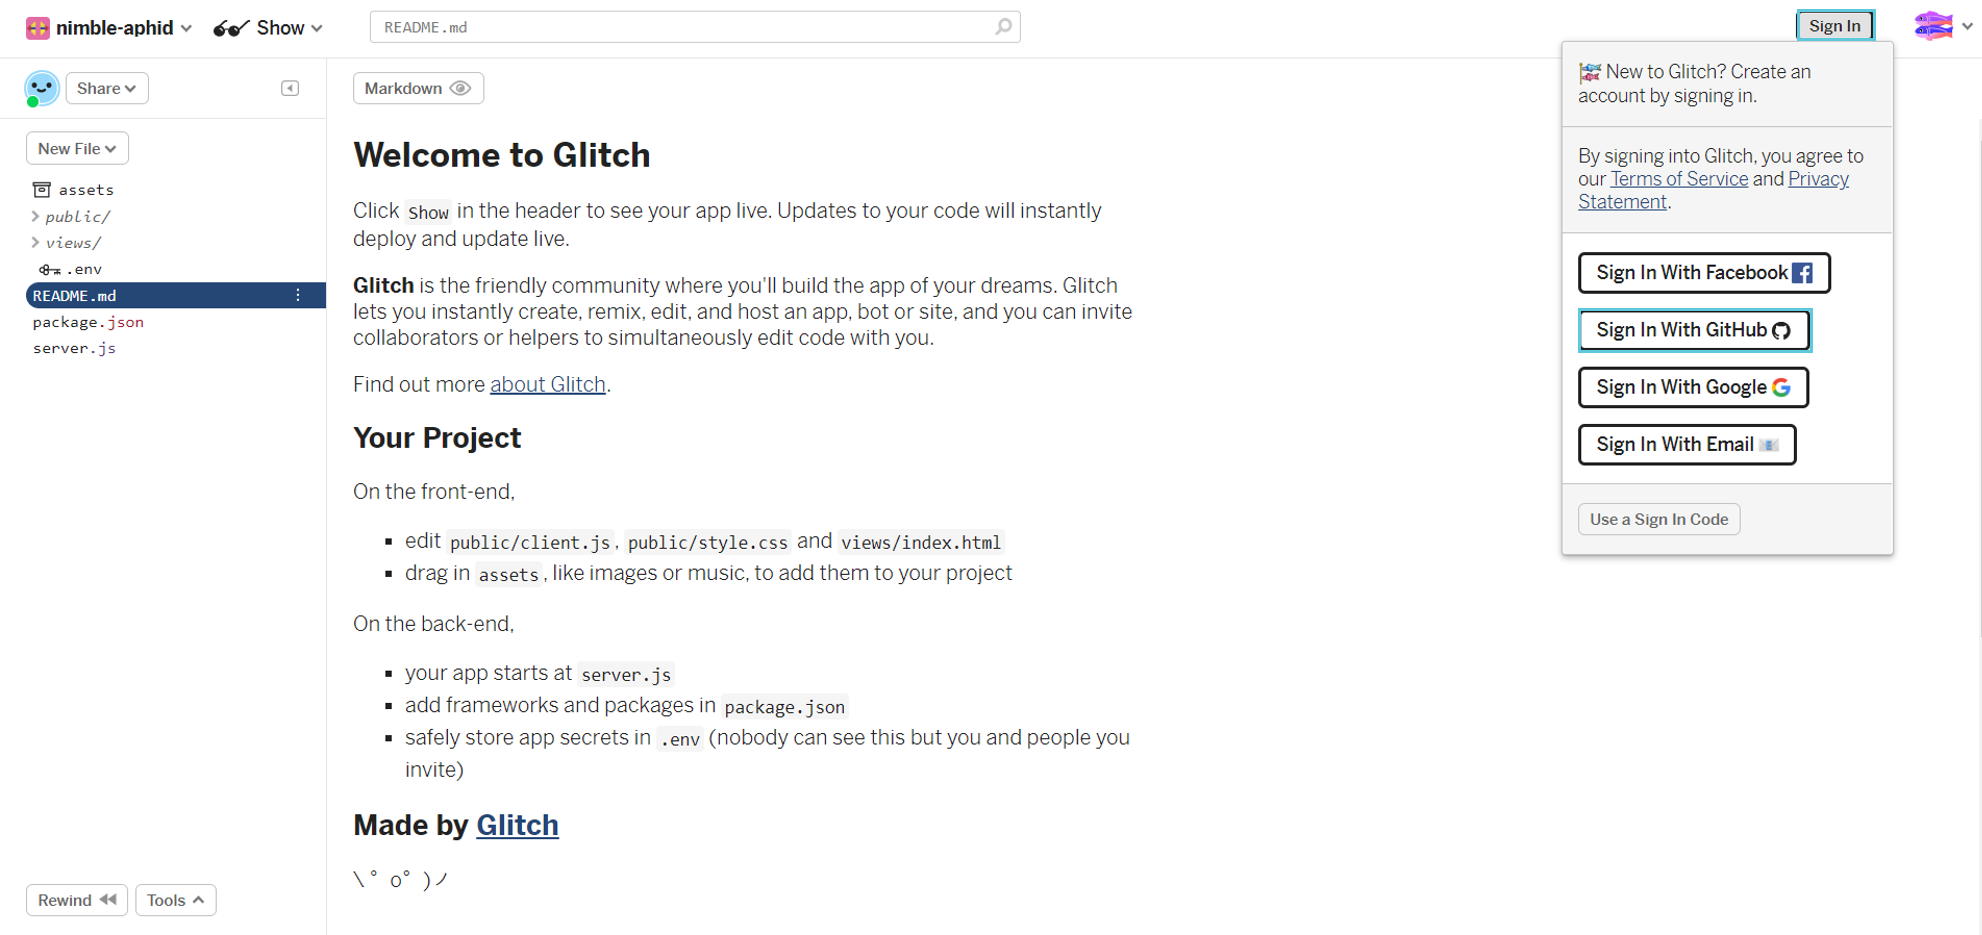 nimble-aphid
Show
README.md
Sign In
Share
New File
assets
public/
views/
.env
README.md
package.json
server.js
Rewind
Tools
Markdown
Welcome to Glitch
Click Show in the header to see your app live. Updates to your code will instantly
deploy and update live.
Glitch is the friendly community where you'll build the app of your dreams. Glitch
lets you instantly create, remix, edit, and host an app, bot or site, and you can invite
collaborators or helpers to simultaneously edit code with you.
Find out more about Glitch.
Your Project
On the front-end,
edit public/client.js, public/style.css and views/index.html
drag in assets, like images or music, to add them to your project
On the back-end,
your app starts at server.js
add frameworks and packages in package.json
safely store app secrets in .env (nobody can see this but you and people you
invite)
Made by Glitch
\ ゜o゜)ノ
New to Glitch? Create an
account by signing in.
By signing into Glitch, you agree to
our Terms of Service and Privacy
Statement.
Sign In With Facebook
Sign In With GitHub
Sign In With Google
Sign In With Email
Use a Sign In Code